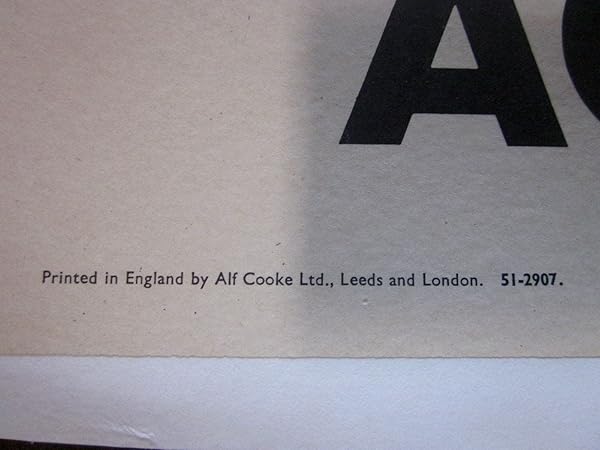 A
Printed in England by Alf Cooke Ltd., Leeds and London. 51-2907.